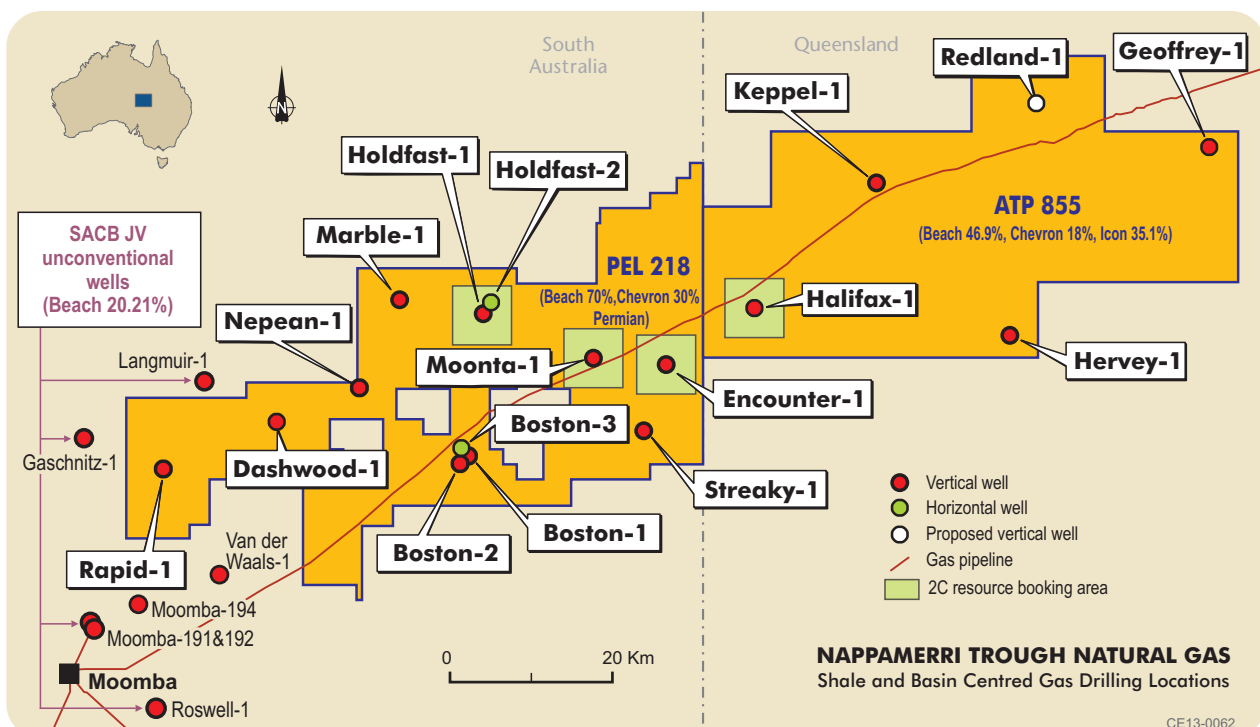 South
Australia
Queensland
Redland-1
Geoffrey-1
Keppel-1
Holdfast-1
Holdfast-2
ATP 855
(Beach 46.9%, Chevron 18%, Icon 35.1%)
SACB JV
unconventional
wells
(Beach 20.21%)
Marble-1
PEL 218
(Beach 70%,Chevron 30%
Permian)
Halifax-1
Nepean-1
Langmuir-1
Moonta-1
Hervey-1
Encounter-1
Boston-3
Gaschnitz-1
Dashwood-1
Streaky-1
Boston-1
Boston-2
Rapid-1
Van der
Waals-1
Moomba-194
Moomba-191&192
Moomba
Roswell-1
N
0
20 Km
Vertical well
Horizontal well
Proposed vertical well
Gas pipeline
2C resource booking area
NAPPAMERRI TROUGH NATURAL GAS
Shale and Basin Centred Gas Drilling Locations
CE13-0062